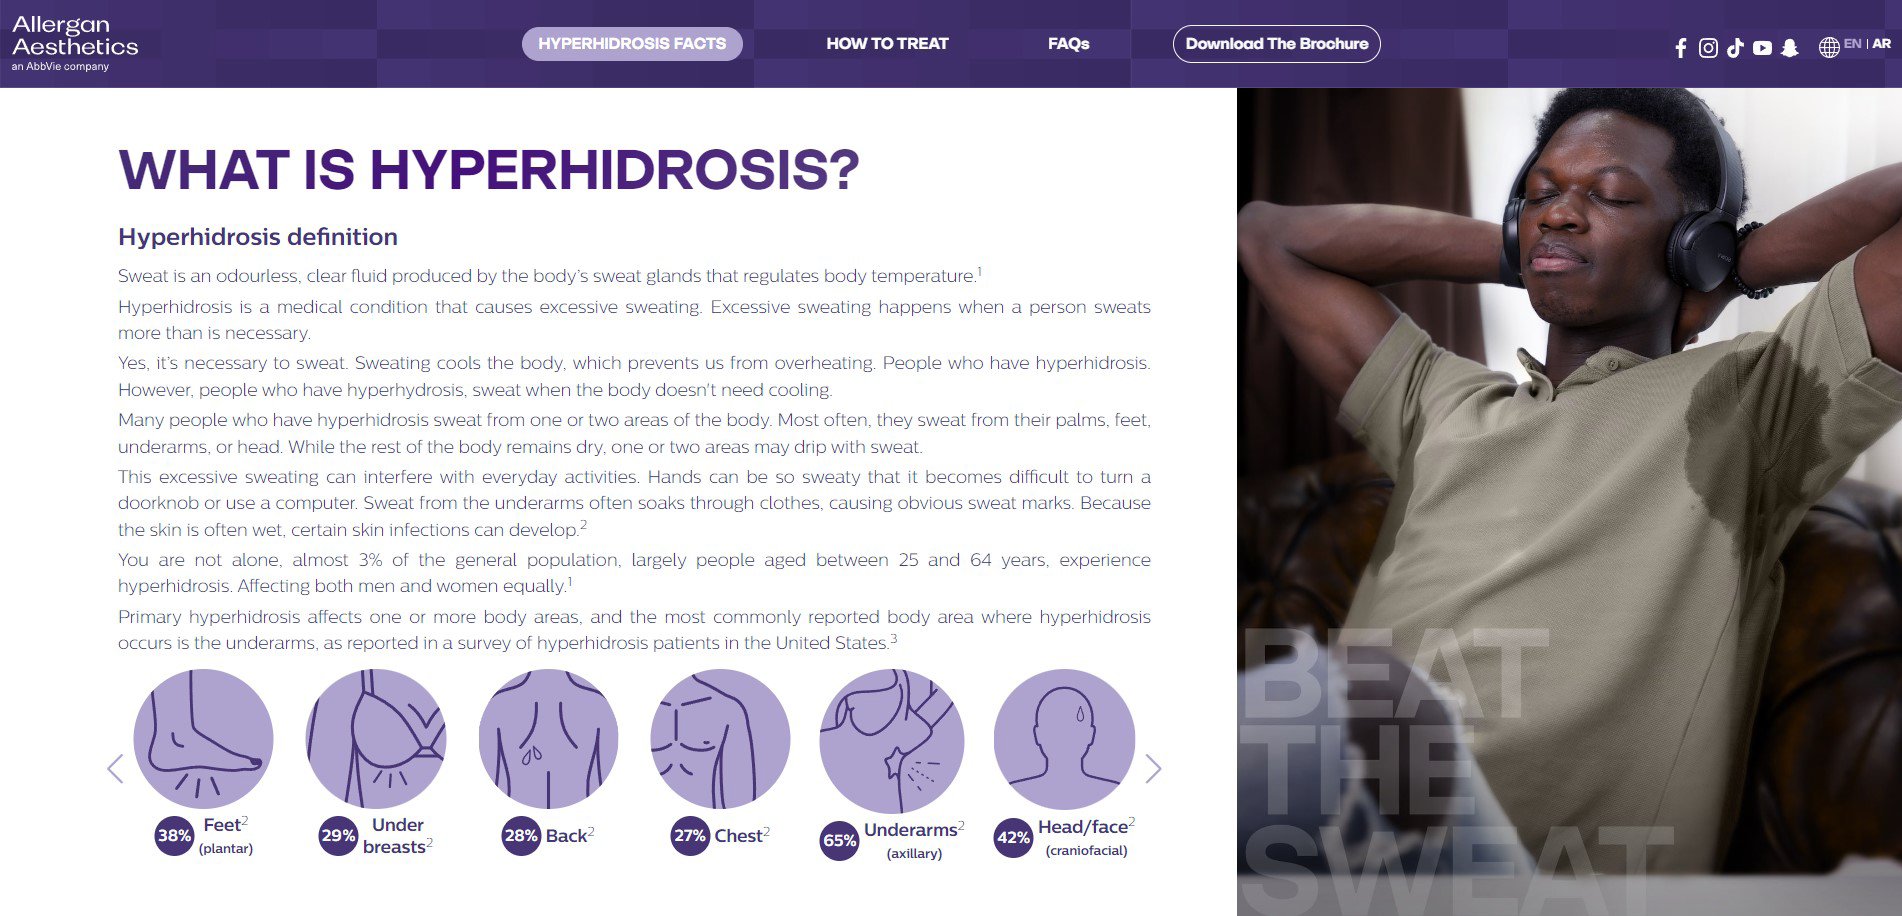 Allergan
Aesthetics
an AbbVie company
HYPERHIDROSIS FACTS
HOW TO TREAT
FAQs
Download The Brochure
EN | AR
WHAT IS HYPERHIDROSIS?
Hyperhidrosis definition
Sweat is an odourless, clear fluid produced by the body's sweat glands that regulates body temperature.1
Hyperhidrosis is a medical condition that causes excessive sweating. Excessive sweating happens when a person sweats
more than is necessary.
Yes, it's necessary to sweat. Sweating cools the body, which prevents us from overheating. People who have hyperhidrosis.
However, people who have hyperhydrosis, sweat when the body doesn't need cooling.
Many people who have hyperhidrosis sweat from one or two areas of the body. Most often, they sweat from their palms, feet,
underarms, or head. While the rest of the body remains dry, one or two areas may drip with sweat.
This excessive sweating can interfere with everyday activities. Hands can be so sweaty that it becomes difficult to turn a
doorknob or use a computer. Sweat from the underarms often soaks through clothes, causing obvious sweat marks. Because
the skin is often wet, certain skin infections can develop.2
You are not alone, almost 3% of the general population, largely people aged between 25 and 64 years, experience
hyperhidrosis. Affecting both men and women equally.1
Primary hyperhidrosis affects one or more body areas, and the most commonly reported body area where hyperhidrosis
occurs is the underarms, as reported in a survey of hyperhidrosis patients in the United States.3
38% Feet2
(plantar)
29% Under
breasts2
28% Back2
27% Chest2
65% Underarms2
(axillary)
42% Head/face2
(craniofacial)
BEAT
THE
SWEAT